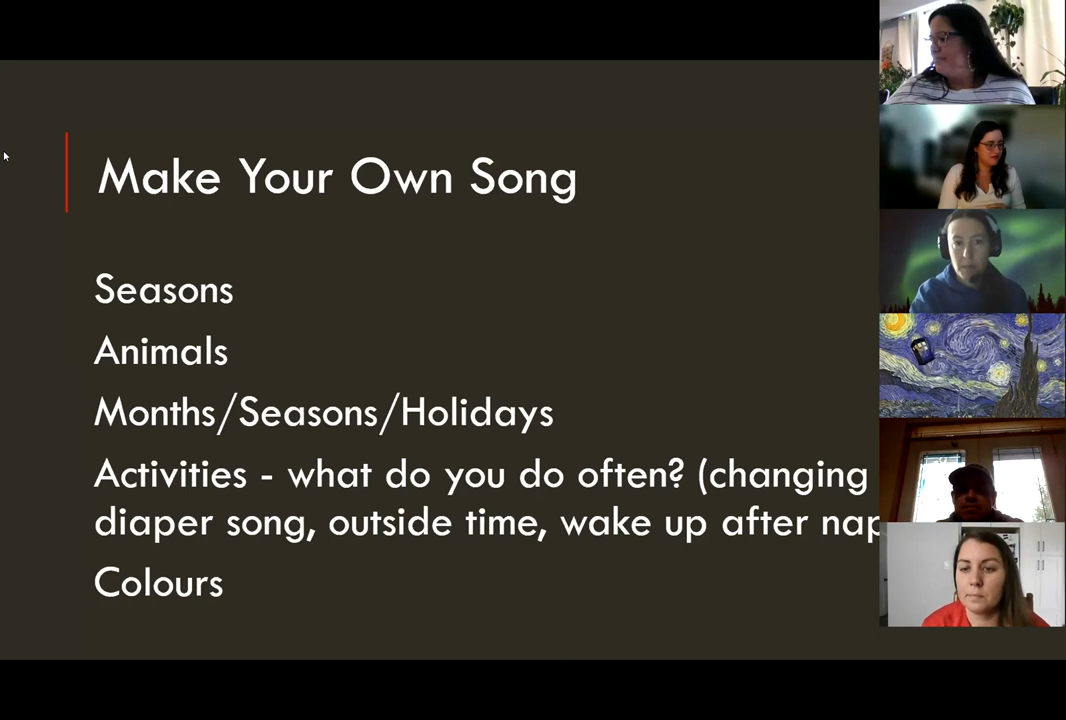 Make Your Own Song
Seasons
Animals
Months/Seasons/Holidays
Activities - what do you do often? (changing
diaper song, outside time, wake up after nap
Colours